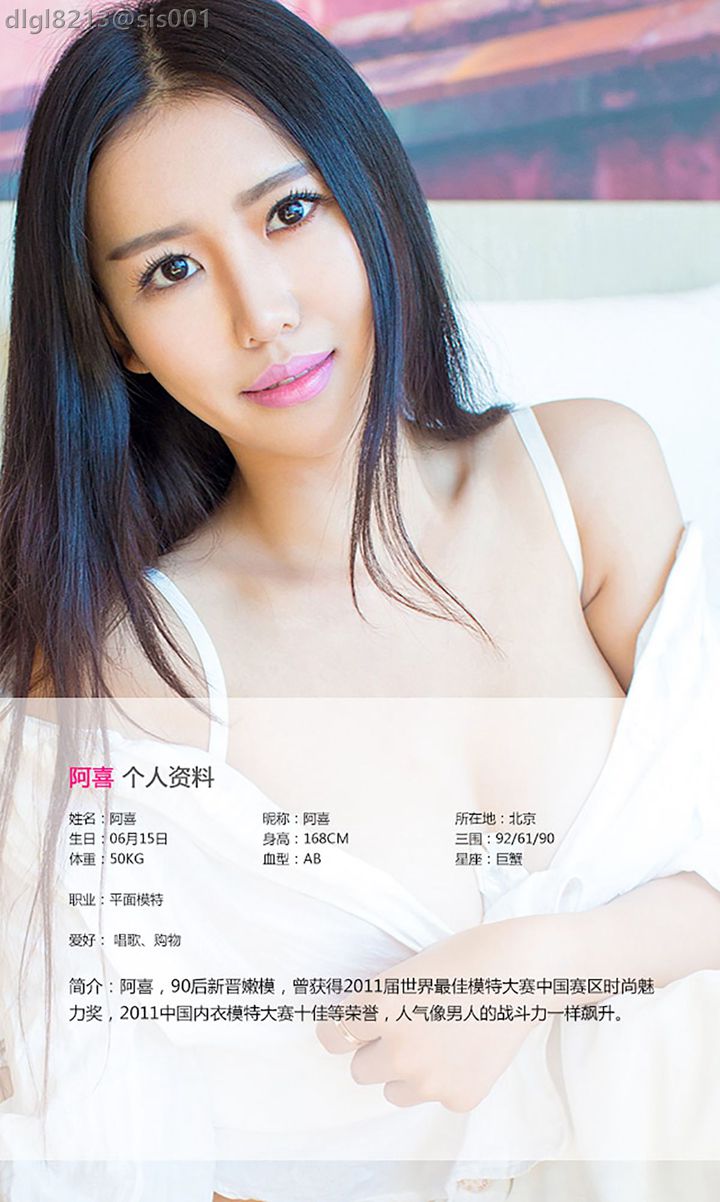 dlgl8213@sis001
阿喜 个人资料
姓名：阿喜 昵称：阿喜 所在地：北京
生日：06月15日 身高：168CM 三围：92/61/90
体重：50KG 血型：AB 星座：巨蟹
职业：平面模特
爱好： 唱歌、购物
简介：阿喜，90后新晋嫩模，曾获得2011届世界最佳模特大赛中国赛区时尚魅
力奖，2011中国内衣模特大赛十佳等荣誉，人气像男人的战斗力一样飙升。